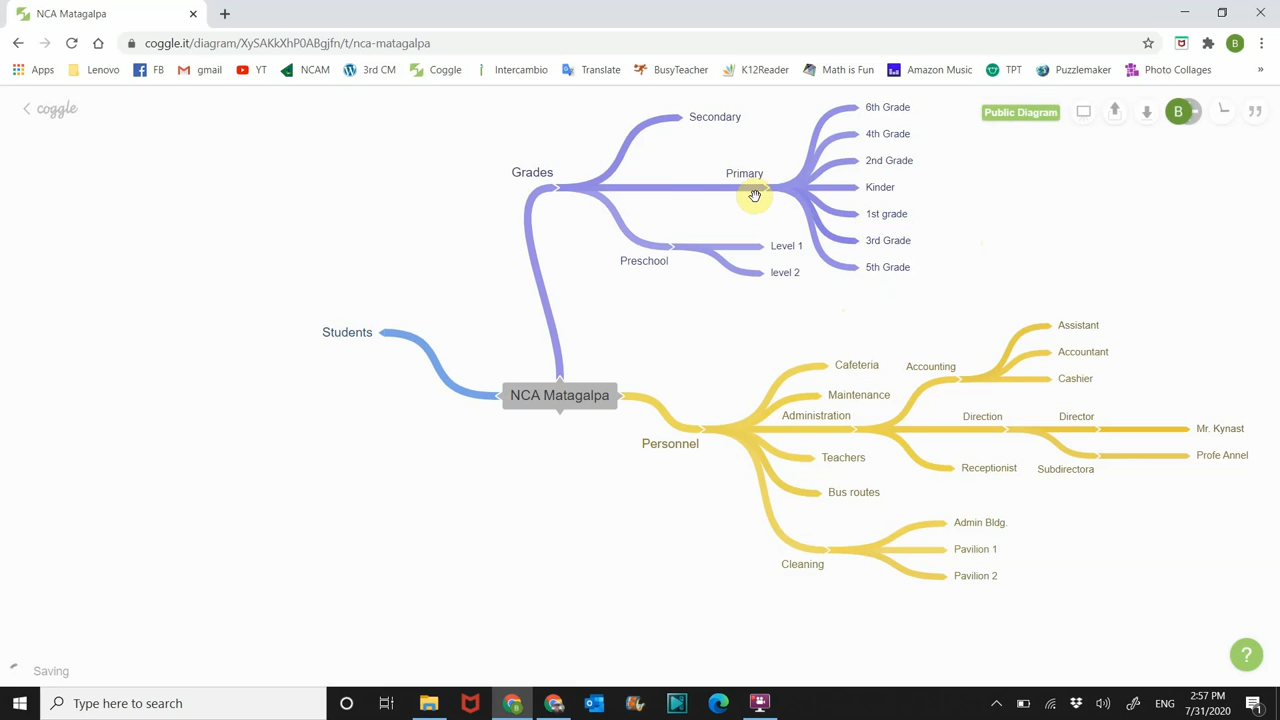 NCA Matagalpa
coggle.it/diagram/XySAKkXhP0ABgjfn/t/nca-matagalpa
Apps Lenovo FB gmail YT NCAM 3rd CM Coggle Intercambio Translate BusyTeacher K12Reader Math is Fun Amazon Music TPT Puzzlemaker Photo Collages »
coggle
Public Diagram
B
Grades
Secondary
Primary
6th Grade
4th Grade
2nd Grade
Kinder
1st grade
3rd Grade
5th Grade
Preschool
Level 1
level 2
Students
NCA Matagalpa
Personnel
Cafeteria
Maintenance
Administration
Accounting
Assistant
Accountant
Cashier
Direction
Director
Mr. Kynast
Subdirectora
Profe Annel
Receptionist
Teachers
Bus routes
Cleaning
Admin Bldg.
Pavilion 1
Pavilion 2
Saving
?
Type here to search
ENG
2:57 PM
7/31/2020